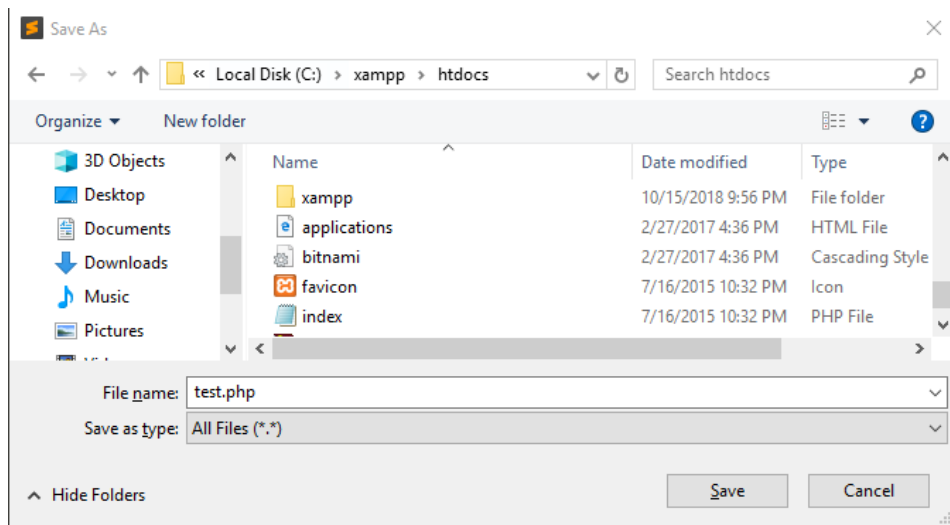 Save As
« Local Disk (C:) › xampp › htdocs
Search htdocs
Organize
New folder
Name
Date modified
Type
3D Objects
Desktop
Documents
Downloads
Music
Pictures
xampp 10/15/2018 9:56 PM File folder
applications 2/27/2017 4:36 PM HTML File
bitnami 2/27/2017 4:36 PM Cascading Style
favicon 7/16/2015 10:32 PM Icon
index 7/16/2015 10:32 PM PHP File
File name: test.php
Save as type: All Files (*.*)
Hide Folders
Save
Cancel